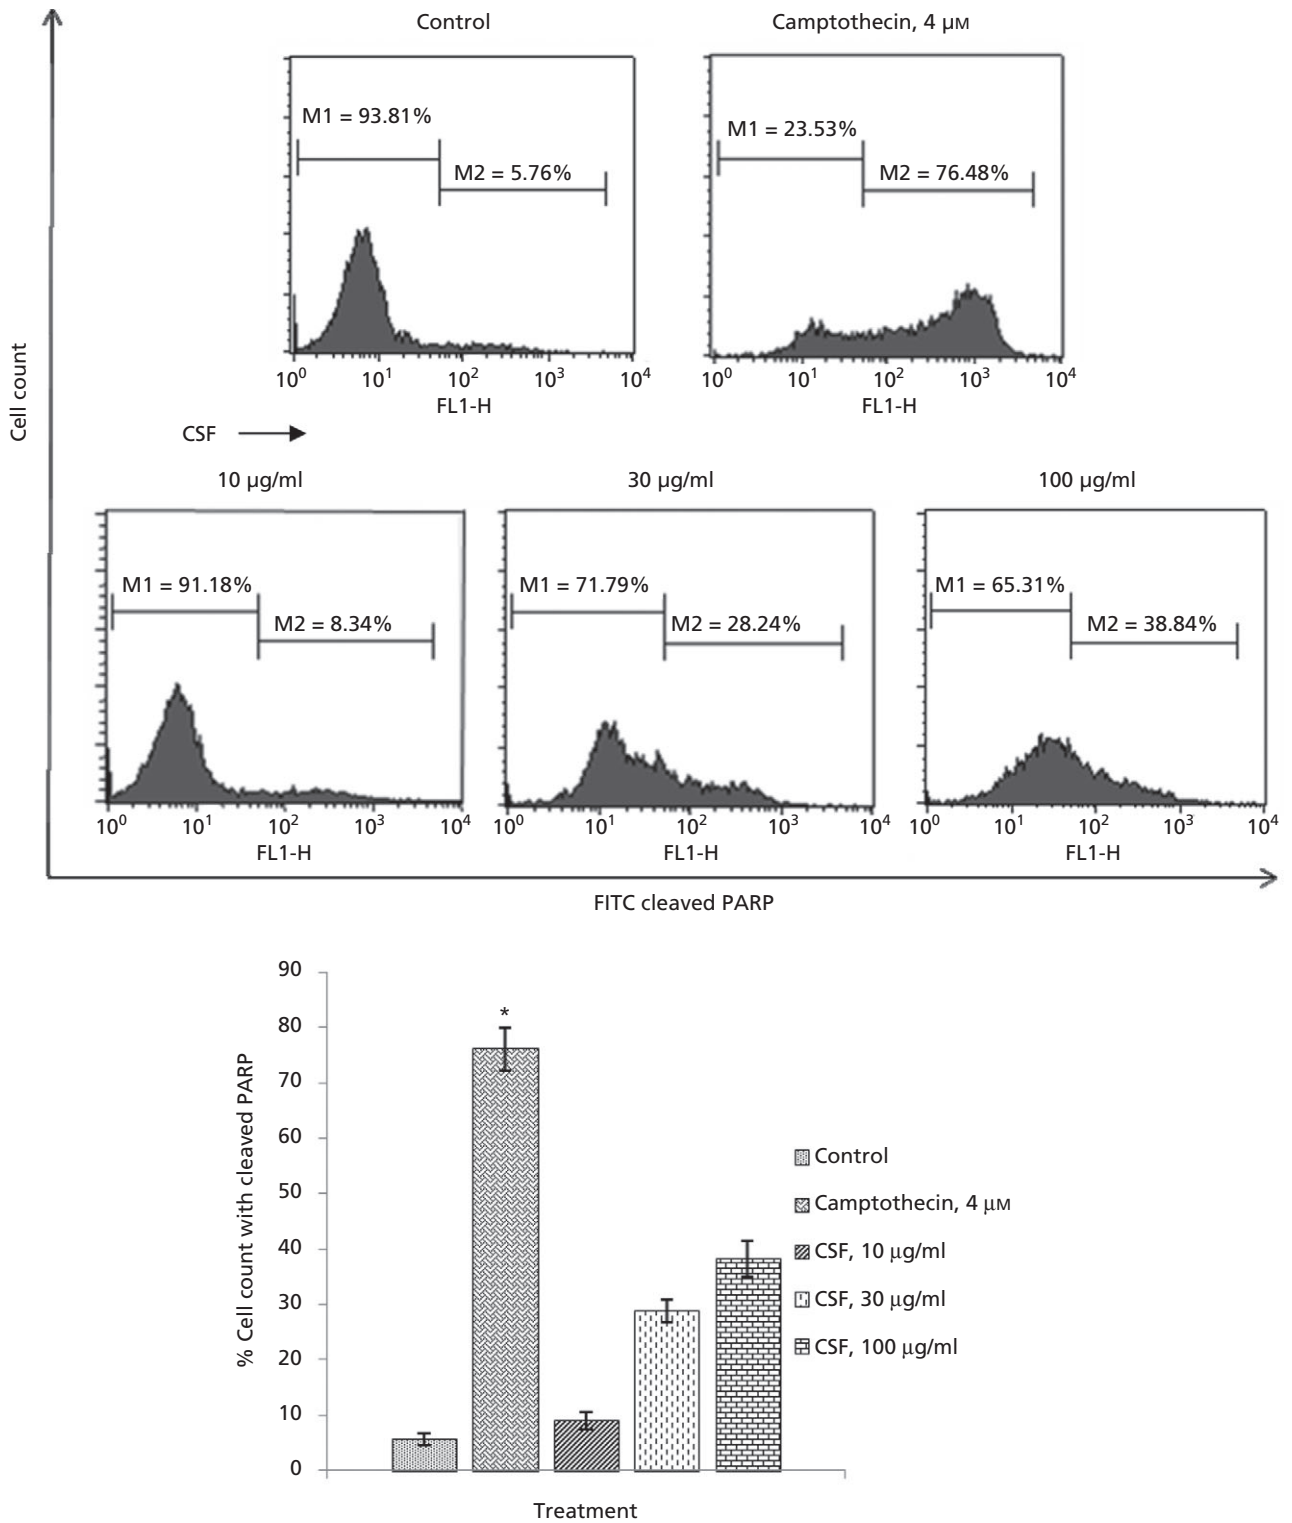 Control
Camptothecin, 4 µM
M1 = 93.81%
M2 = 5.76%
M1 = 23.53%
M2 = 76.48%
10⁰ 10¹ 10² 10³ 10⁴
FL1-H
10⁰ 10¹ 10² 10³ 10⁴
FL1-H
Cell count
CSF
10 µg/ml
30 µg/ml
100 µg/ml
M1 = 91.18%
M2 = 8.34%
M1 = 71.79%
M2 = 28.24%
M1 = 65.31%
M2 = 38.84%
10⁰ 10¹ 10² 10³ 10⁴
FL1-H
10⁰ 10¹ 10² 10³ 10⁴
FL1-H
10⁰ 10¹ 10² 10³ 10⁴
FL1-H
FITC cleaved PARP
% Cell count with cleaved PARP
90
80
70
60
50
40
30
20
10
0
*
Treatment
Control
Camptothecin, 4 µM
CSF, 10 µg/ml
CSF, 30 µg/ml
CSF, 100 µg/ml